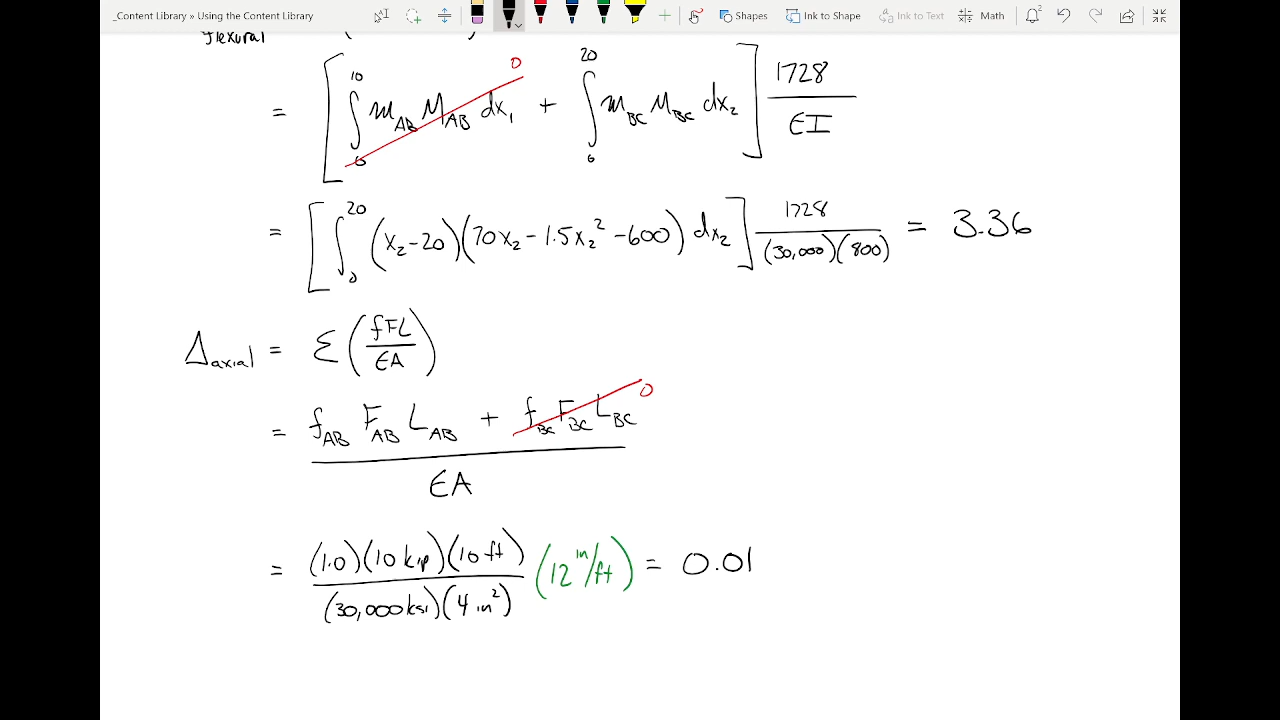 _Content Library » Using the Content Library
Shapes
Ink to Shape
Ink to Text
Math
flexural
= [ ∫₀¹⁰ m_AB M_AB dx₁ 0 + ∫₀²⁰ m_BC M_BC dx₂ ] 1728 / EI
= [ ∫₀²⁰ (x₂ - 20)(70x₂ - 1.5x₂² - 600) dx₂ ] 1728 / (30,000)(800) = 3.36
Δ_axial = Σ ( fFL / EA )
= f_AB F_AB L_AB + f_BC F_BC L_BC 0 / EA
= (1.0)(10 kip)(10 ft) / (30,000 ksi)(4 in²) (12 in/ft) = 0.01